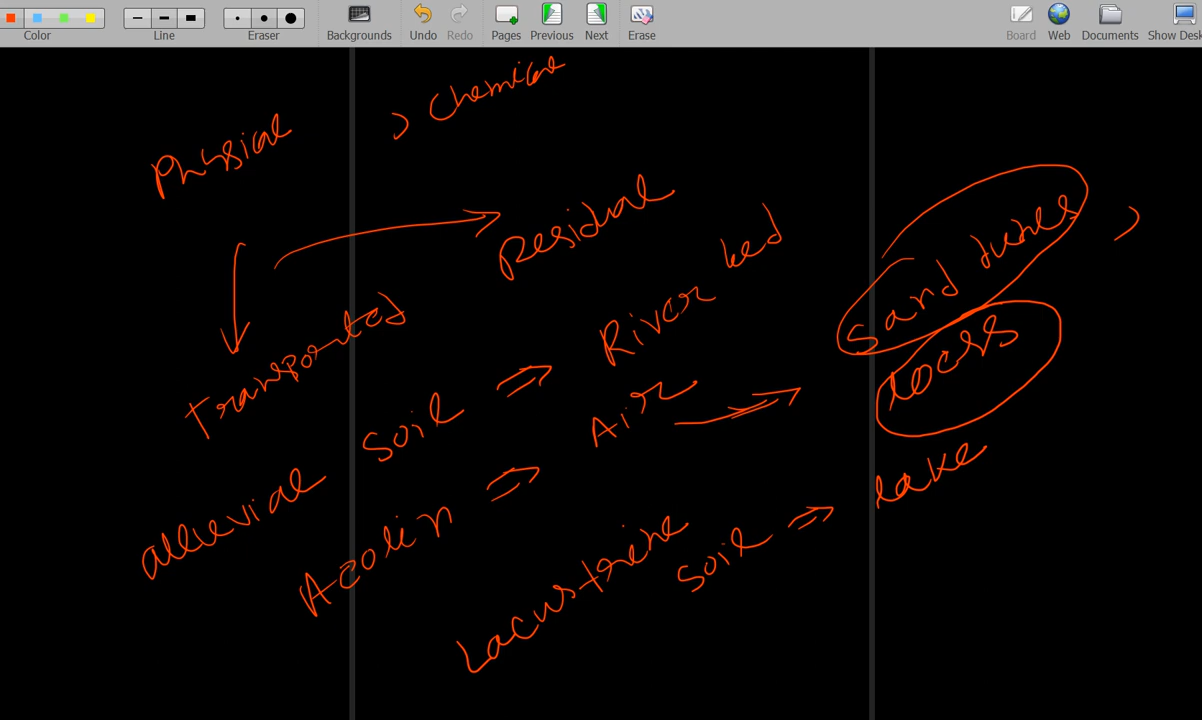 Color Line Eraser Backgrounds Undo Redo Pages Previous Next Erase Board Web Documents Show Desk
Physical , Chemical
Residual
Transported
Alluvial soil ⇒ River bed
Aeolin ⇒ Air ⇒ Sand dunes ,
loess
Lacustrine soil ⇒ Lake